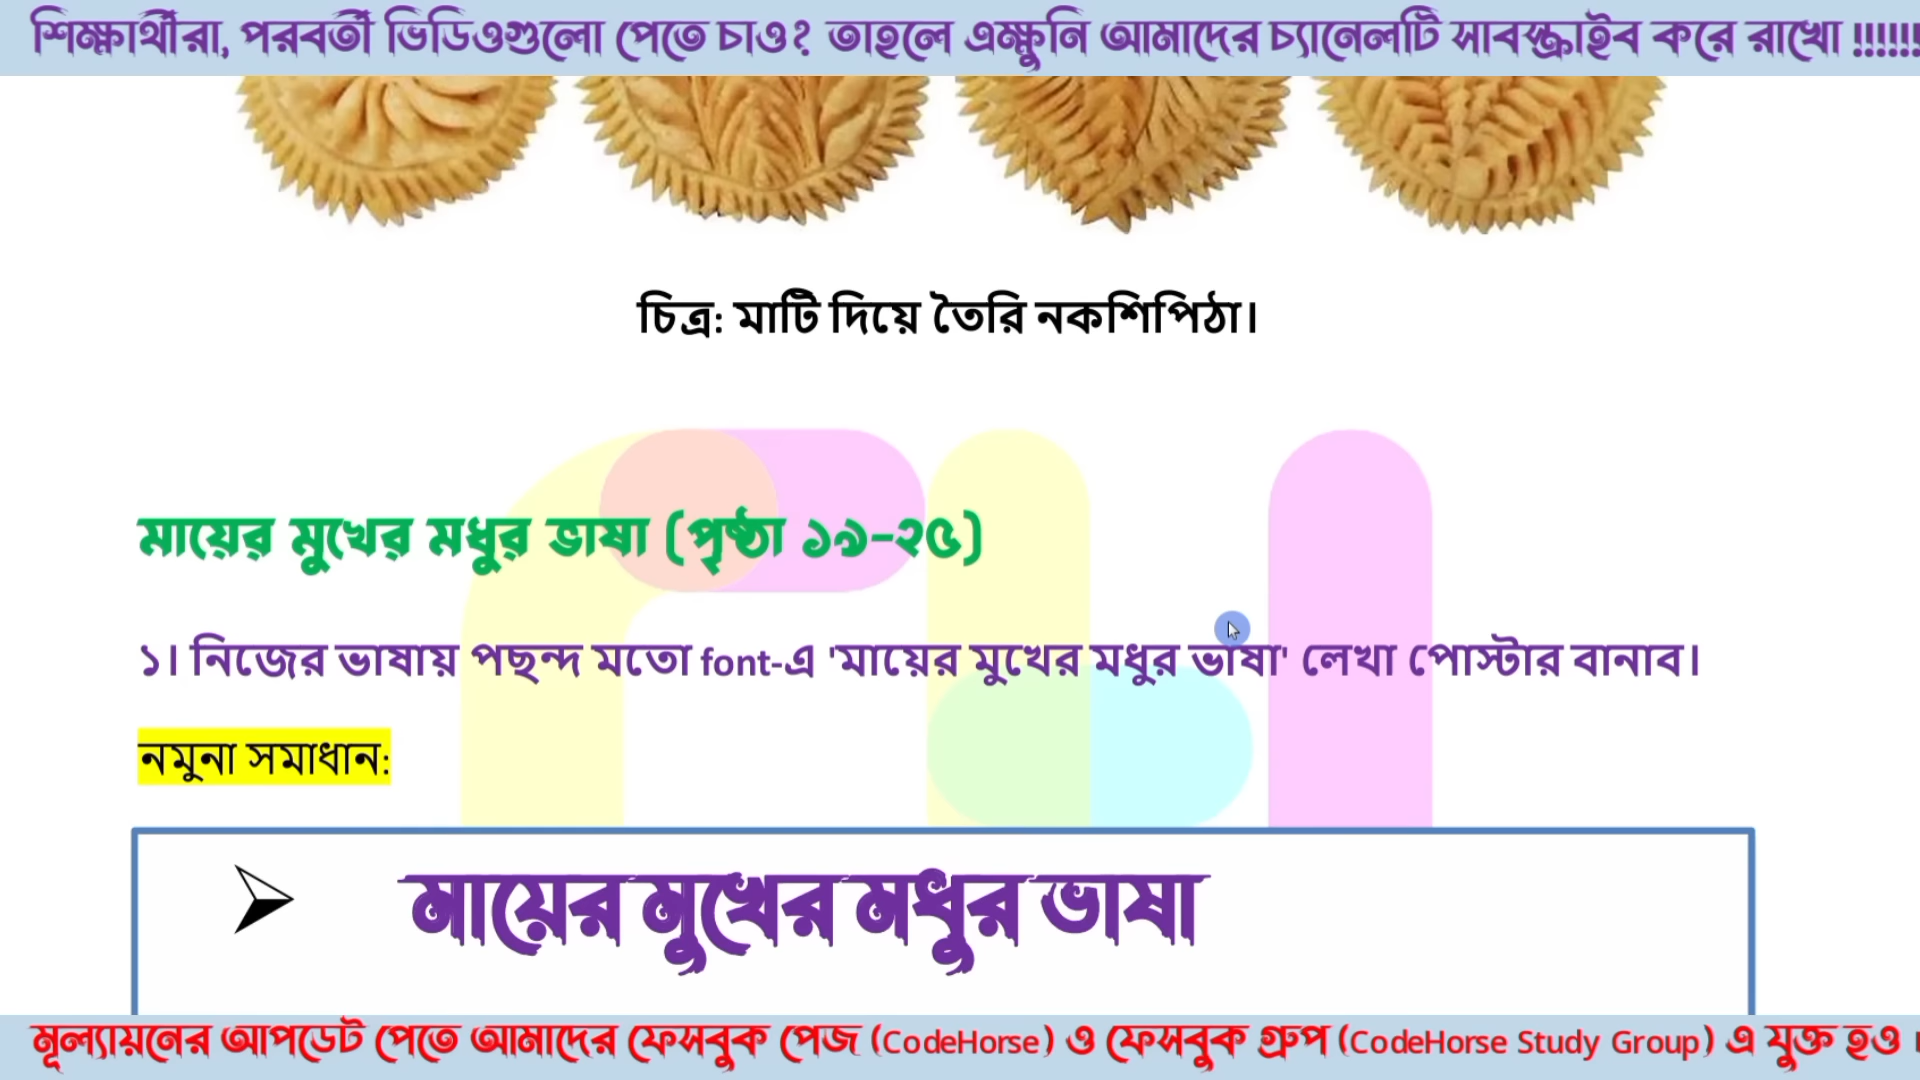 শিক্ষার্থীরা, পরবর্তী ভিডিওগুলো পেতে চাও? তাহলে এক্ষুনি আমাদের চ্যানেলটি সাবস্ক্রাইব করে রাখো !!!!!!
চিত্র: মাটি দিয়ে তৈরি নকশিপিঠা।
মায়ের মুখের মধুর ভাষা (পৃষ্ঠা ১৯-২৫)
১। নিজের ভাষায় পছন্দ মতো font-এ 'মায়ের মুখের মধুর ভাষা' লেখা পোস্টার বানাব।
নমুনা সমাধান:
মায়ের মুখের মধুর ভাষা
মূল্যায়নের আপডেট পেতে আমাদের ফেসবুক পেজ (CodeHorse) ও ফেসবুক গ্রুপ (CodeHorse Study Group) এ যুক্ত হও